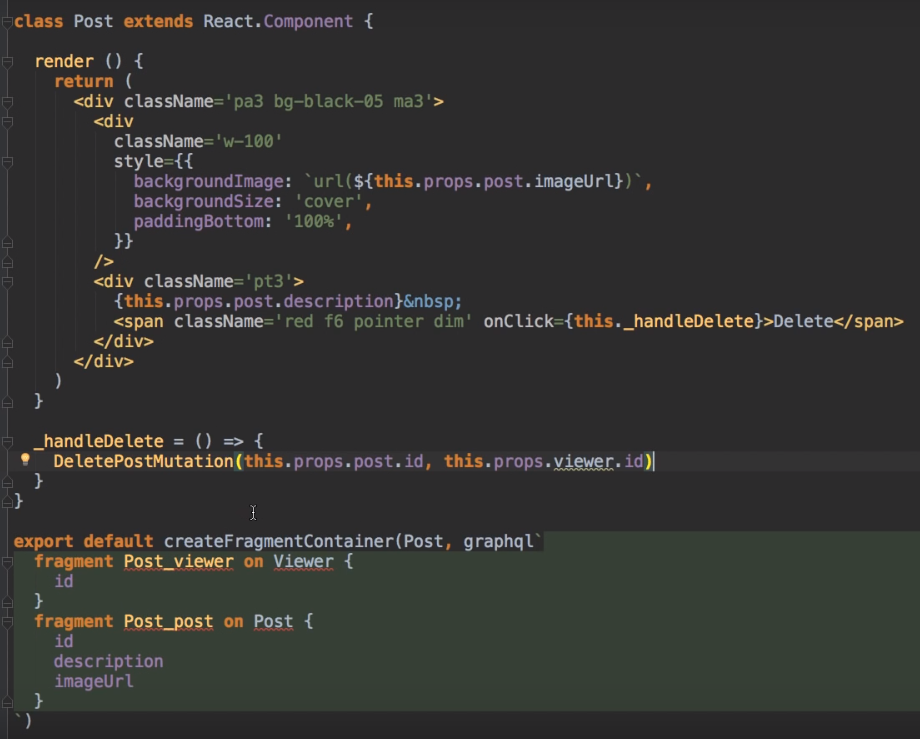 class Post extends React.Component {
render () {
return (
<div className='pa3 bg-black-05 ma3'>
<div
className='w-100'
style={{
backgroundImage: `url(${this.props.post.imageUrl})`,
backgroundSize: 'cover',
paddingBottom: '100%',
}}
/>
<div className='pt3'>
{this.props.post.description}&nbsp;
<span className='red f6 pointer dim' onClick={this._handleDelete}>Delete</span>
</div>
</div>
)
}
_handleDelete = () => {
DeletePostMutation(this.props.post.id, this.props.viewer.id)
}
}
export default createFragmentContainer(Post, graphql`
fragment Post_viewer on Viewer {
id
}
fragment Post_post on Post {
id
description
imageUrl
}
`)